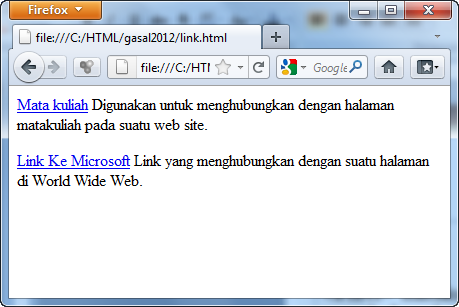 Firefox
file:///C:/HTML/gasal2012/link.html
file:///C:/HTM
Google
Mata kuliah Digunakan untuk menghubungkan dengan halaman
matakuliah pada suatu web site.
Link Ke Microsoft Link yang menghubungkan dengan suatu halaman
di World Wide Web.